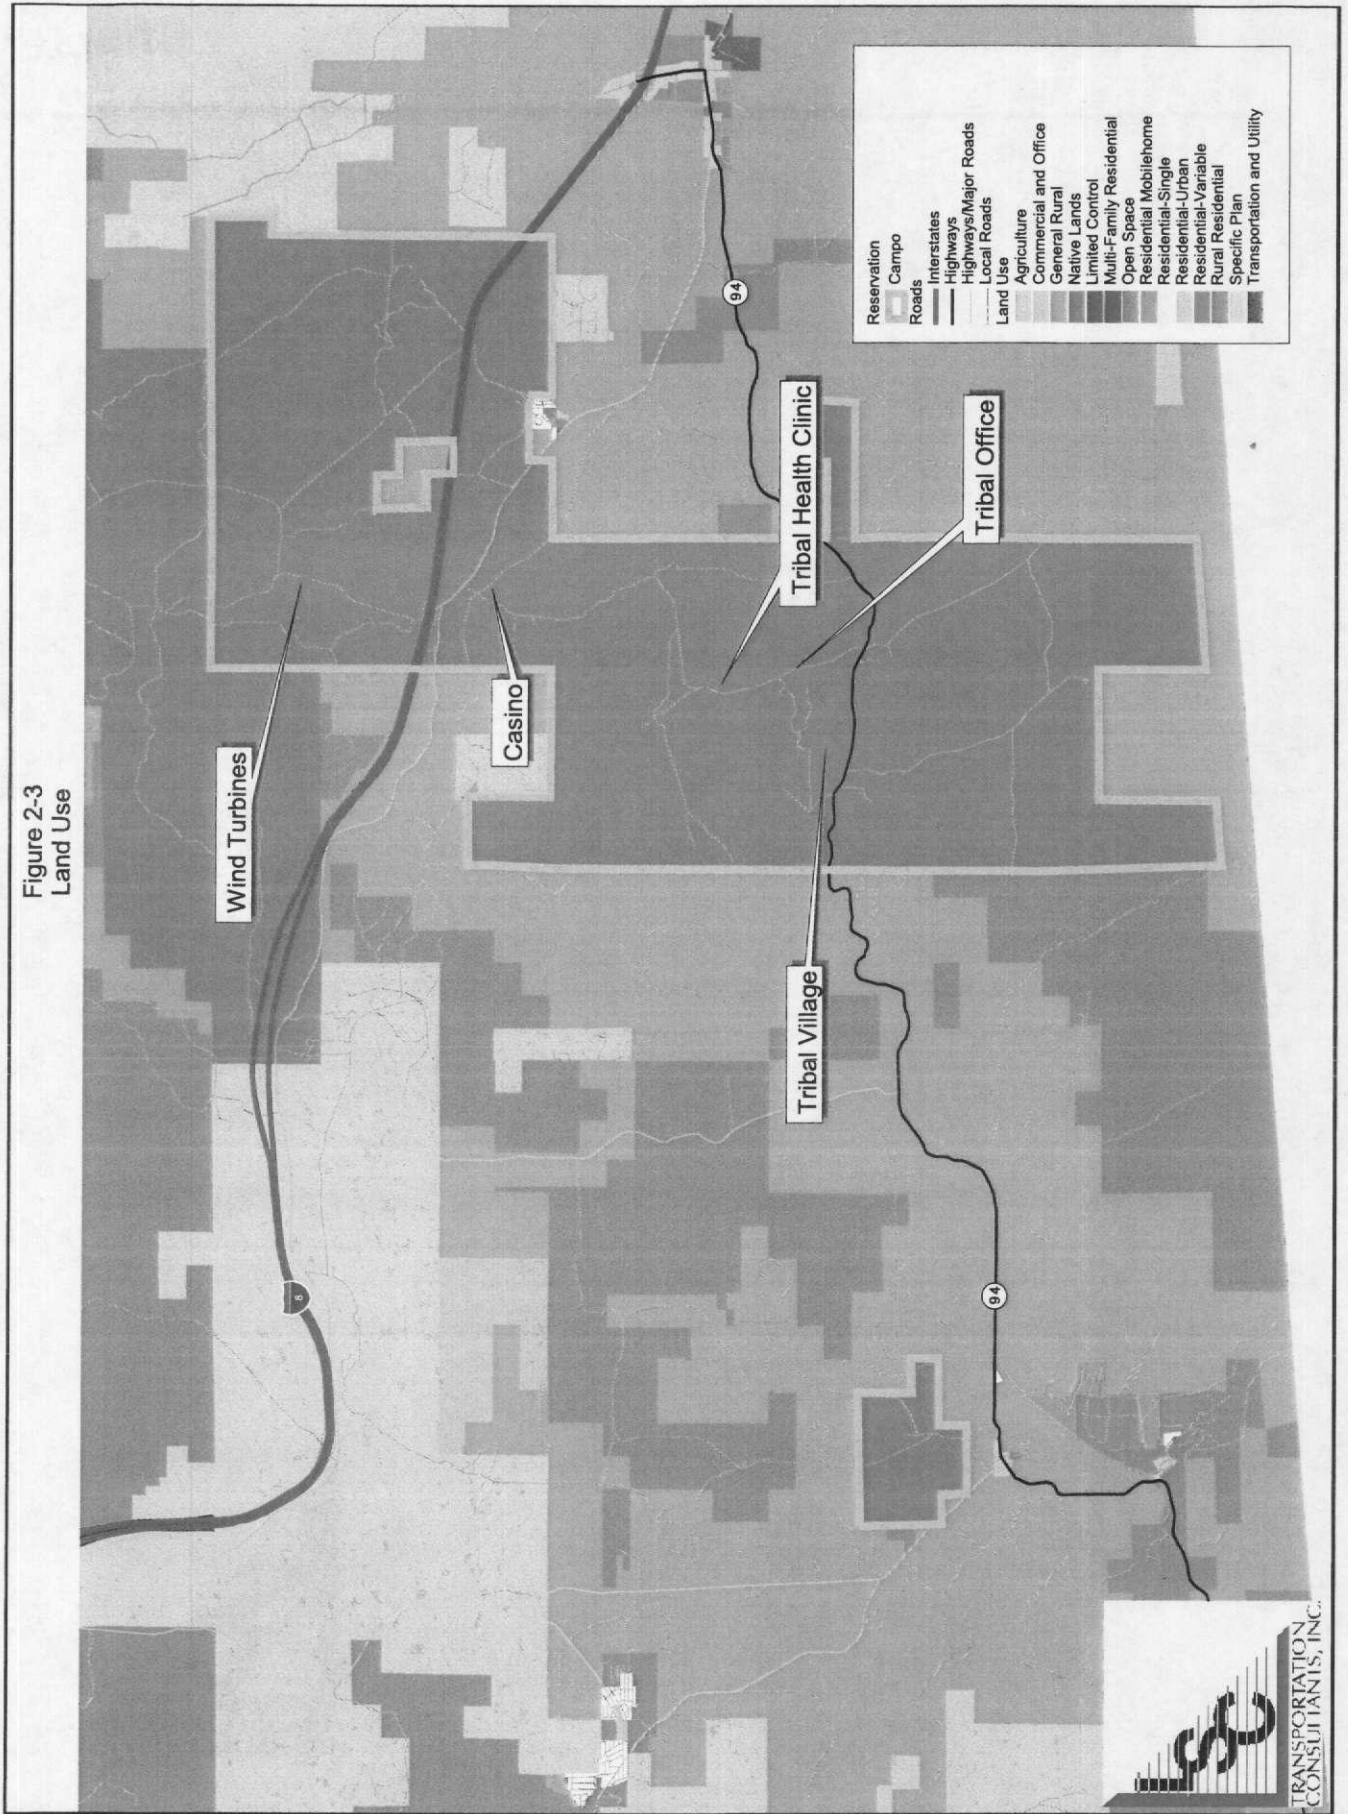 Figure 2-3
Land Use
Wind Turbines
Casino
Tribal Health Clinic
Tribal Office
Tribal Village
8
94
94
Reservation
Campo
Roads
Interstates
Highways
Highways/Major Roads
Local Roads
Land Use
Agriculture
Commercial and Office
General Rural
Native Lands
Limited Control
Multi-Family Residential
Open Space
Residential Mobilehome
Residential-Single
Residential-Urban
Residential-Variable
Rural Residential
Specific Plan
Transportation and Utility
LSC
TRANSPORTATION
CONSULTANTS, INC.